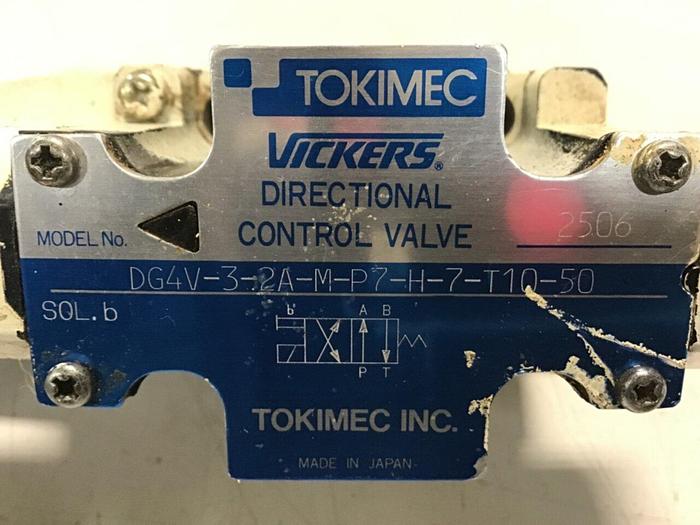 TOKIMEC
VICKERS®
DIRECTIONAL
CONTROL VALVE
2506
MODEL No.
DG4V-3-2A-M-P7-H-7-T10-50
SOL.b
b A B
P T
TOKIMEC INC.
MADE IN JAPAN